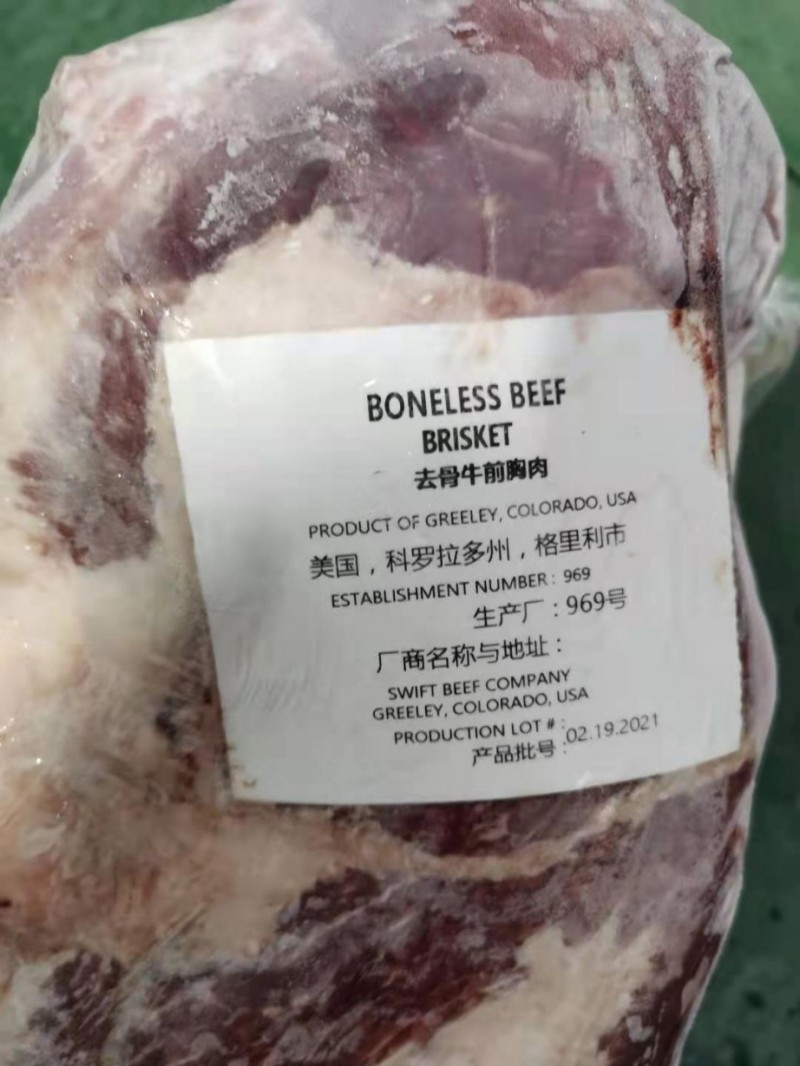 BONELESS BEEF
BRISKET
去骨牛前胸肉
PRODUCT OF GREELEY, COLORADO, USA
美国，科罗拉多州，格里利市
ESTABLISHMENT NUMBER: 969
生产厂：969号
厂商名称与地址：
SWIFT BEEF COMPANY
GREELEY, COLORADO, USA
PRODUCTION LOT #:
产品批号:02.19.2021